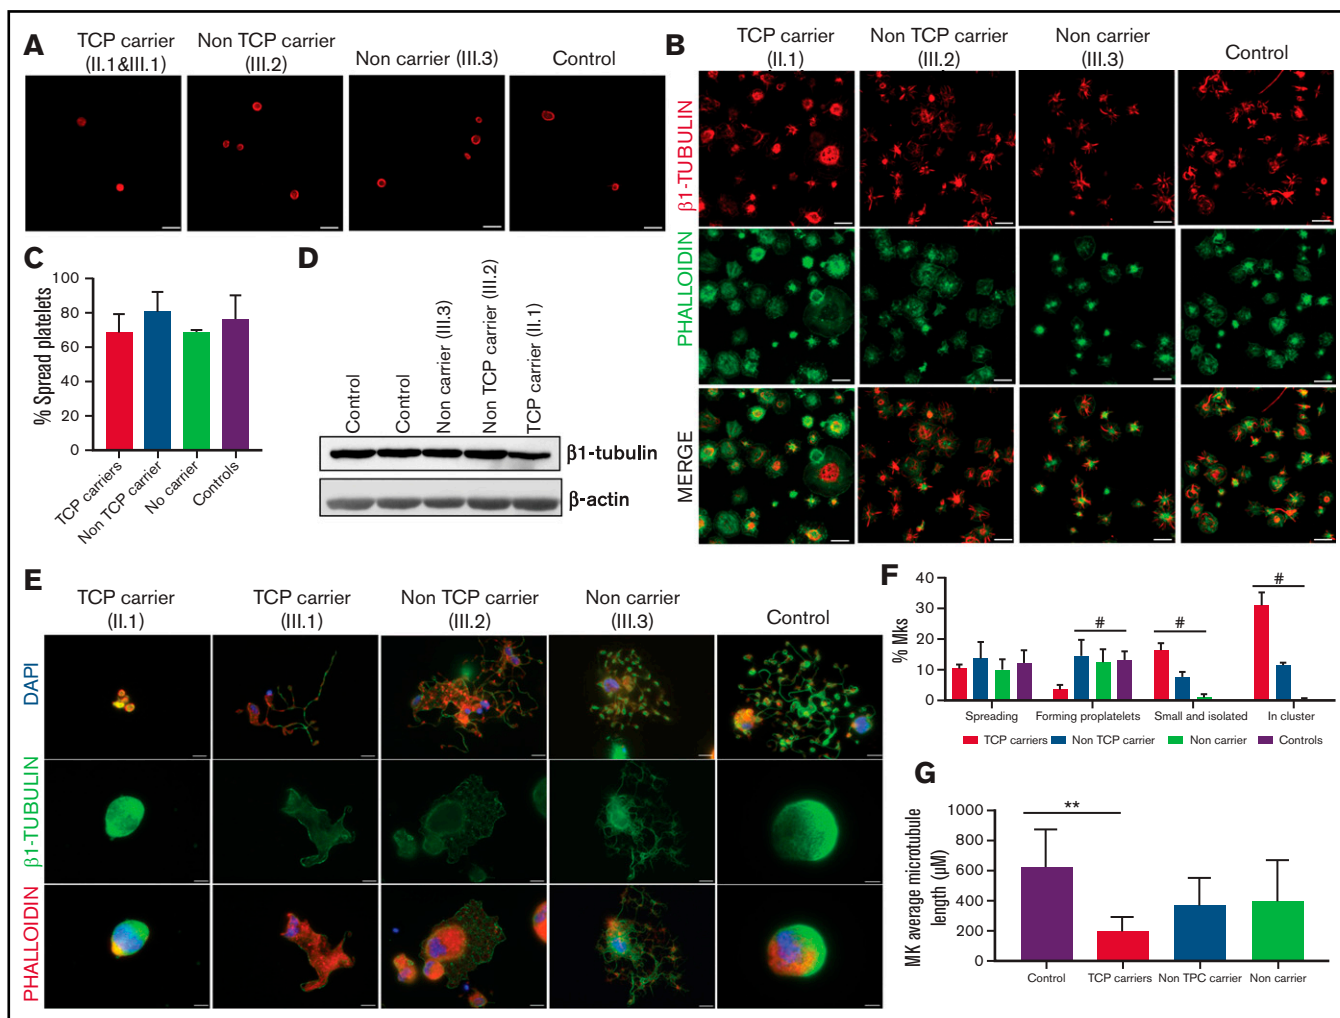 A
TCP carrier
(II.1&III.1)
Non TCP carrier
(III.2)
Non carrier (III.3)
Control
B
TCP carrier
(II.1)
Non TCP carrier
(III.2)
Non carrier
(III.3)
Control
β1-TUBULIN
PHALLOIDIN
MERGE
C
% Spread platelets
100
80
60
40
20
0
TCP carriers
Non TCP carrier
No carrier
Controls
D
Control
Control
Non carrier (III.3)
Non TCP carrier (III.2)
TCP carrier (II.1)
β1-tubulin
β-actin
E
TCP carrier
(II.1)
TCP carrier
(III.1)
Non TCP carrier
(III.2)
Non carrier
(III.3)
Control
DAPI
β1-TUBULIN
PHALLOIDIN
F
% Mks
40
30
20
10
0
#
#
#
Spreading
Forming proplatelets
Small and isolated
In cluster
TCP carriers
Non TCP carrier
Non carrier
Controls
G
MK average microtubule
length (µM)
1000
800
600
400
200
0
**
Control
TCP carriers
Non TPC carrier
Non carrier